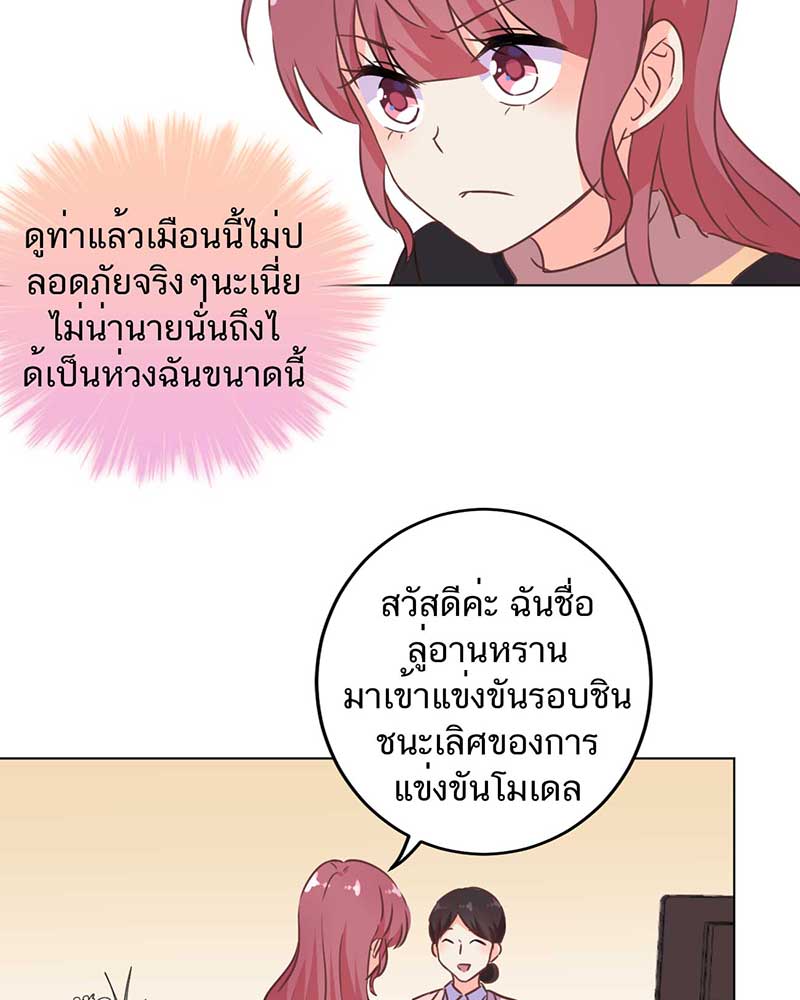 ดูท่าแล้วเมือนนี้ไม่ป
ลอดภัยจริงๆนะเนี่ย
ไม่น่านายนั่นถึงไ
ด้เป็นห่วงฉันขนาดนี้
สวัสดีค่ะ ฉันชื่อ
ลู่อานหราน
มาเข้าแข่งขันรอบชิน
ชนะเลิศของการ
แข่งขันโมเดล